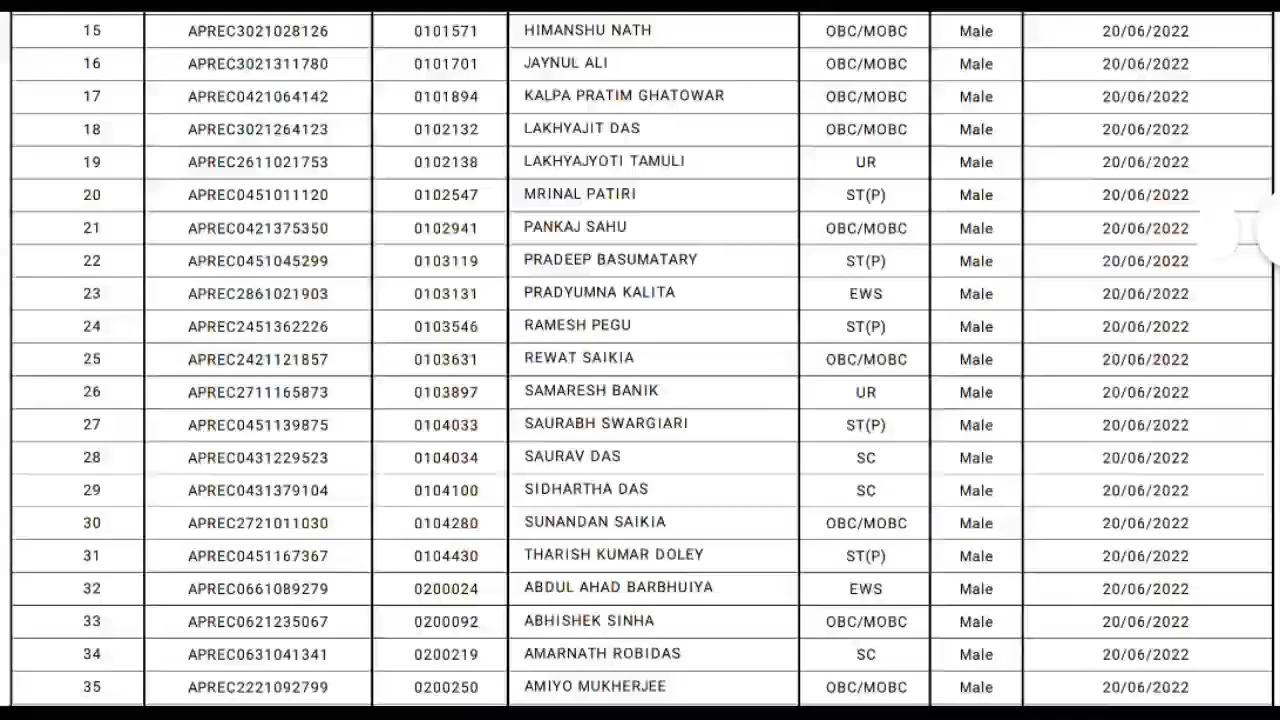 15 APREC3021028126 0101571 HIMANSHU NATH OBC/MOBC Male 20/06/2022
16 APREC3021311780 0101701 JAYNUL ALI OBC/MOBC Male 20/06/2022
17 APREC0421064142 0101894 KALPA PRATIM GHATOWAR OBC/MOBC Male 20/06/2022
18 APREC3021264123 0102132 LAKHYAJIT DAS OBC/MOBC Male 20/06/2022
19 APREC2611021753 0102138 LAKHYAJYOTI TAMULI UR Male 20/06/2022
20 APREC0451011120 0102547 MRINAL PATIRI ST(P) Male 20/06/2022
21 APREC0421375350 0102941 PANKAJ SAHU OBC/MOBC Male 20/06/2022
22 APREC0451045299 0103119 PRADEEP BASUMATARY ST(P) Male 20/06/2022
23 APREC2861021903 0103131 PRADYUMNA KALITA EWS Male 20/06/2022
24 APREC2451362226 0103546 RAMESH PEGU ST(P) Male 20/06/2022
25 APREC2421121857 0103631 REWAT SAIKIA OBC/MOBC Male 20/06/2022
26 APREC2711165873 0103897 SAMARESH BANIK UR Male 20/06/2022
27 APREC0451139875 0104033 SAURABH SWARGIARI ST(P) Male 20/06/2022
28 APREC0431229523 0104034 SAURAV DAS SC Male 20/06/2022
29 APREC0431379104 0104100 SIDHARTHA DAS SC Male 20/06/2022
30 APREC2721011030 0104280 SUNANDAN SAIKIA OBC/MOBC Male 20/06/2022
31 APREC0451167367 0104430 THARISH KUMAR DOLEY ST(P) Male 20/06/2022
32 APREC0661089279 0200024 ABDUL AHAD BARBHUIYA EWS Male 20/06/2022
33 APREC0621235067 0200092 ABHISHEK SINHA OBC/MOBC Male 20/06/2022
34 APREC0631041341 0200219 AMARNATH ROBIDAS SC Male 20/06/2022
35 APREC2221092799 0200250 AMIYO MUKHERJEE OBC/MOBC Male 20/06/2022